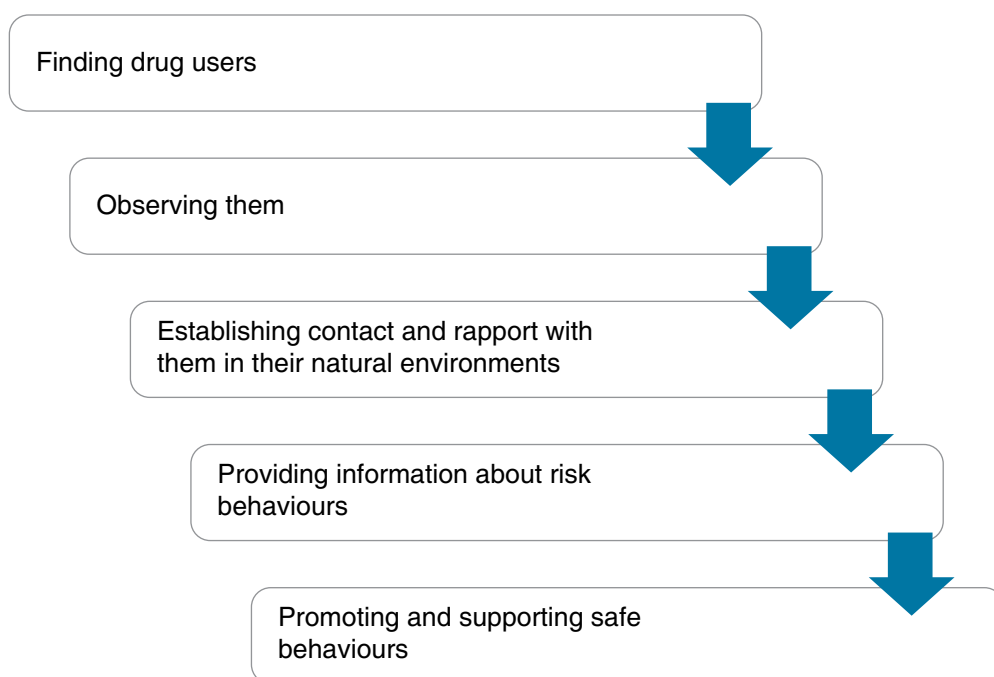 Finding drug users
Observing them
Establishing contact and rapport with
them in their natural environments
Providing information about risk
behaviours
Promoting and supporting safe
behaviours